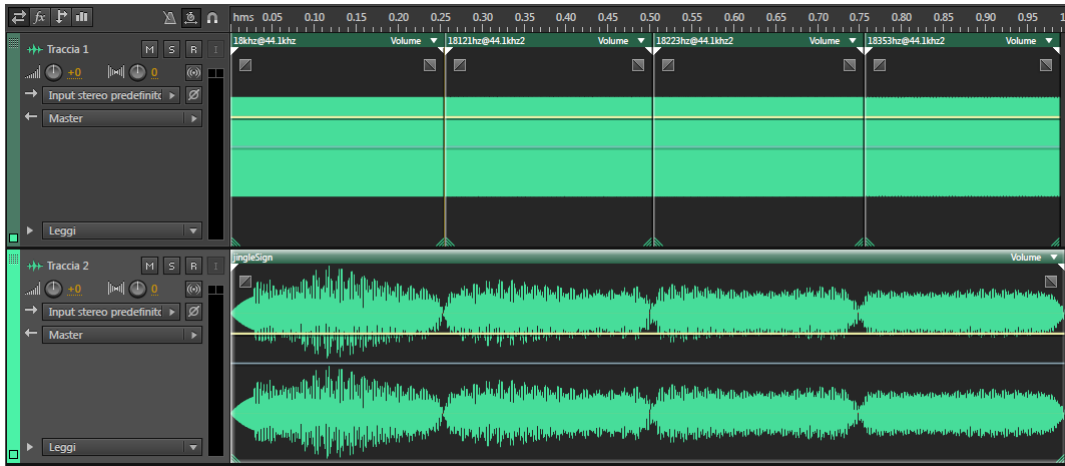 fx
hms 0.05 0.10 0.15 0.20 0.25 0.30 0.35 0.40 0.45 0.50 0.55 0.60 0.65 0.70 0.75 0.80 0.85 0.90 0.95 1
Traccia 1 M S R I
18khz@44.1khz Volume 18121hz@44.1khz2 Volume 18223hz@44.1khz2 Volume 18353hz@44.1khz2 Volume
+0 0
Input stereo predefinitc
Master
Leggi
jingleSign Volume
Traccia 2 M S R I
+0 0
Input stereo predefinitc
Master
Leggi